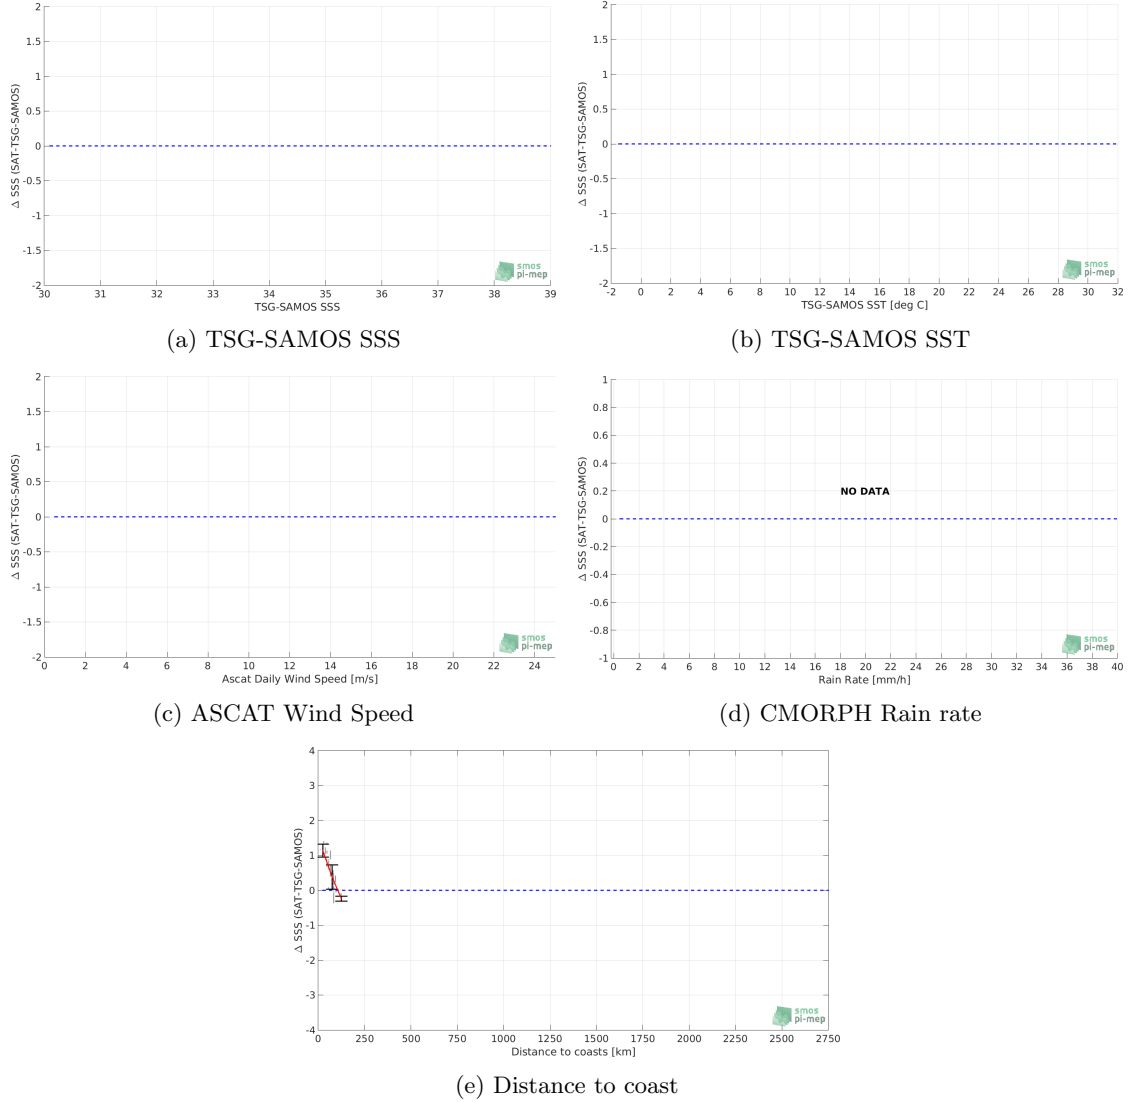 2
1.5
1
0.5
0
-0.5
-1
-1.5
-2
Δ SSS (SAT-TSG-SAMOS)
30 31 32 33 34 35 36 37 38 39
TSG-SAMOS SSS
smos
pi-mep
(a) TSG-SAMOS SSS
2
1.5
1
0.5
0
-0.5
-1
-1.5
-2
Δ SSS (SAT-TSG-SAMOS)
-2 0 2 4 6 8 10 12 14 16 18 20 22 24 26 28 30 32
TSG-SAMOS SST [deg C]
smos
pi-mep
(b) TSG-SAMOS SST
2
1.5
1
0.5
0
-0.5
-1
-1.5
-2
Δ SSS (SAT-TSG-SAMOS)
0 2 4 6 8 10 12 14 16 18 20 22 24
Ascat Daily Wind Speed [m/s]
smos
pi-mep
(c) ASCAT Wind Speed
1
0.8
0.6
0.4
0.2
0
-0.2
-0.4
-0.6
-0.8
-1
Δ SSS (SAT-TSG-SAMOS)
NO DATA
0 2 4 6 8 10 12 14 16 18 20 22 24 26 28 30 32 34 36 38 40
Rain Rate [mm/h]
smos
pi-mep
(d) CMORPH Rain rate
4
3
2
1
0
-1
-2
-3
-4
Δ SSS (SAT-TSG-SAMOS)
0 250 500 750 1000 1250 1500 1750 2000 2250 2500 2750
Distance to coasts [km]
smos
pi-mep
(e) Distance to coast